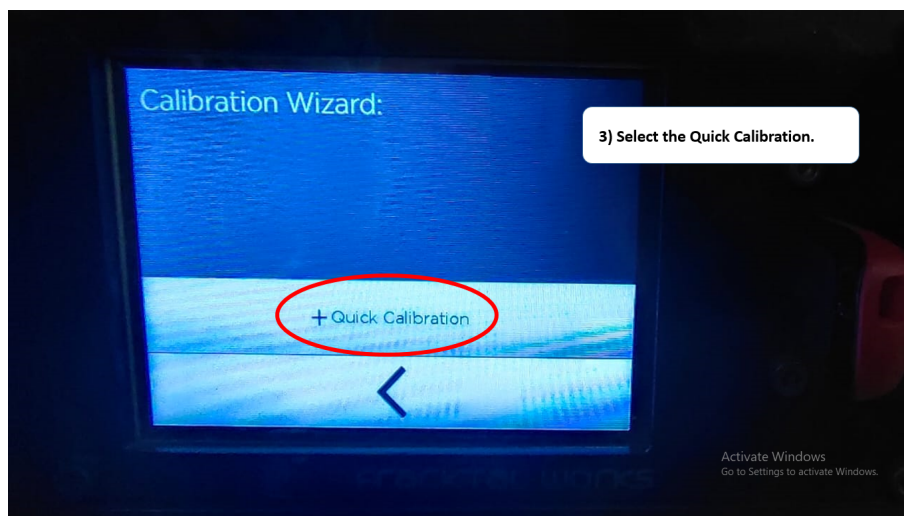 Calibration Wizard:
3) Select the Quick Calibration.
+Quick Calibration
Activate Windows
Go to Settings to activate Windows.